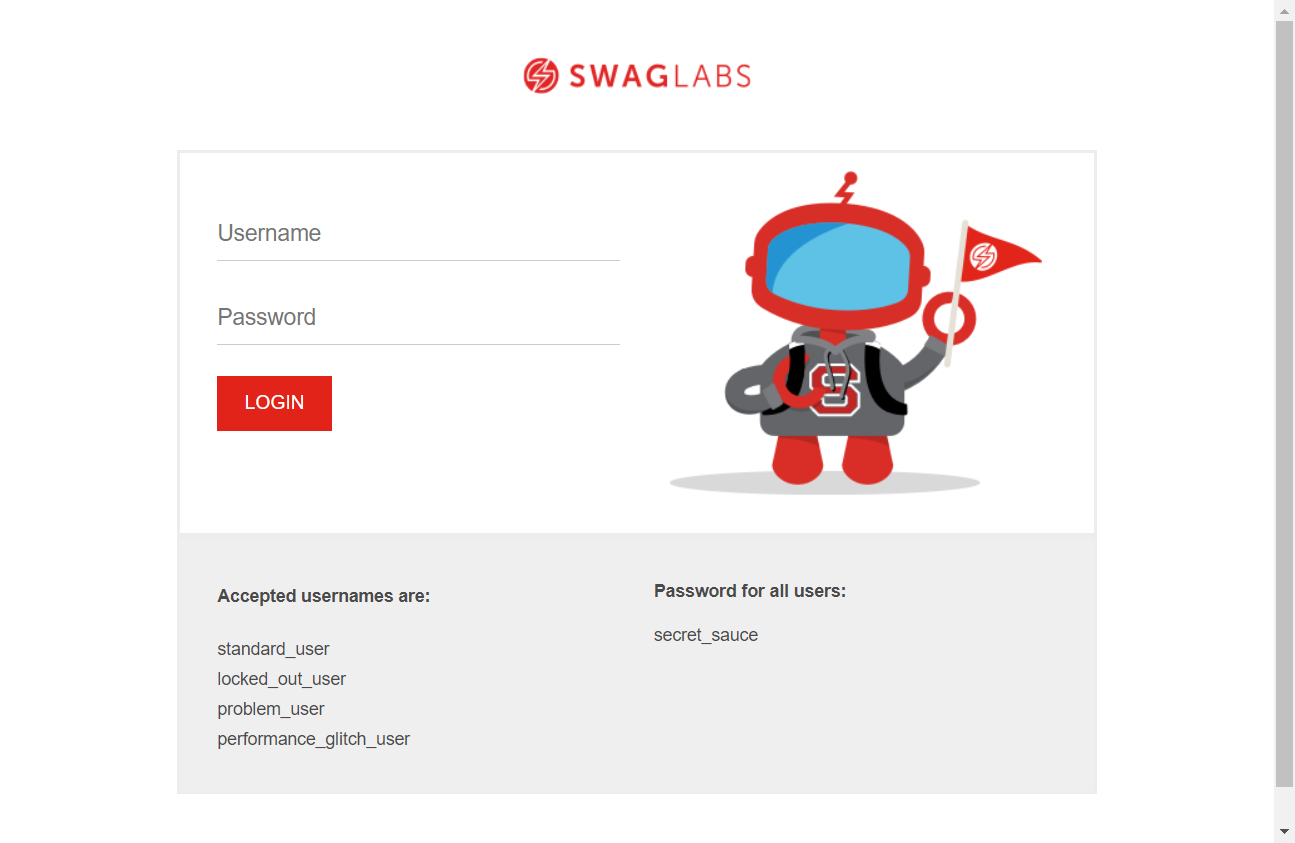 SWAGLABS
Username
Password
LOGIN
S
Accepted usernames are:
standard_user
locked_out_user
problem_user
performance_glitch_user
Password for all users:
secret_sauce